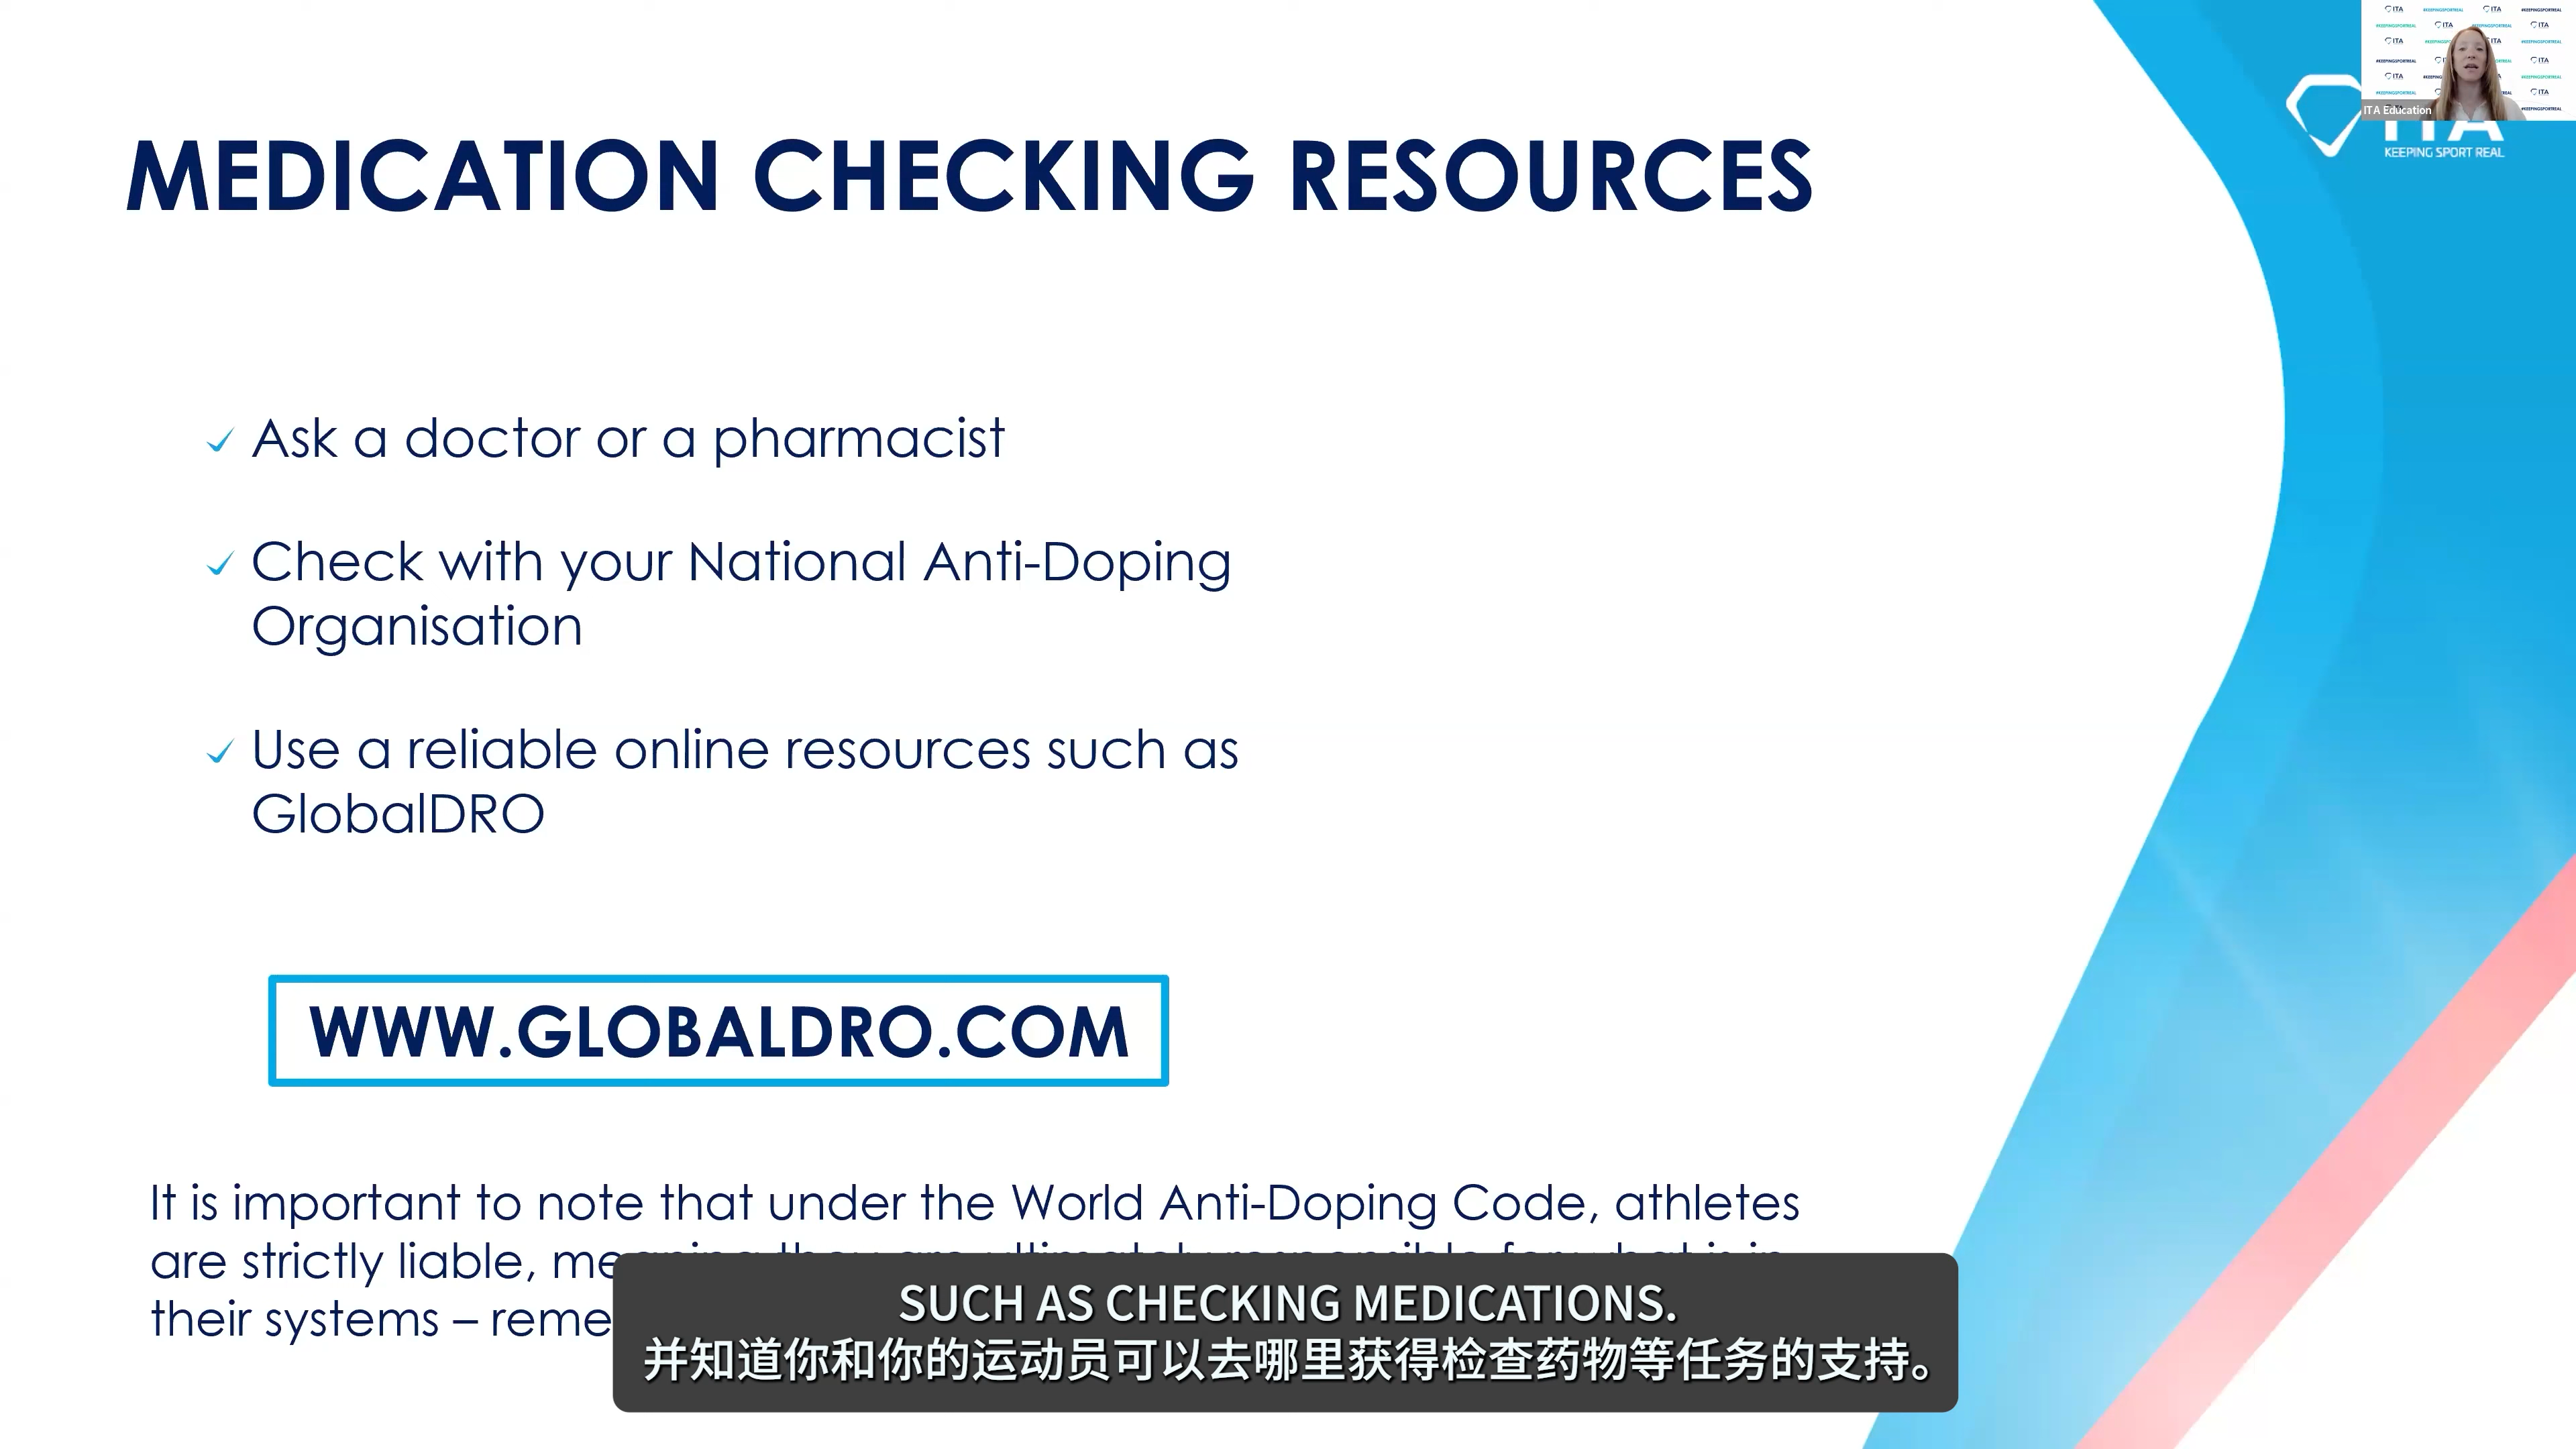 MEDICATION CHECKING RESOURCES
ITA Education
KEEPING SPORT REAL
Ask a doctor or a pharmacist
Check with your National Anti-Doping
Organisation
Use a reliable online resources such as
GlobalDRO
WWW.GLOBALDRO.COM
It is important to note that under the World Anti-Doping Code, athletes
are strictly liable,
their systems –
SUCH AS CHECKING MEDICATIONS.
并知道你和你的运动员可以去哪里获得检查药物等任务的支持。